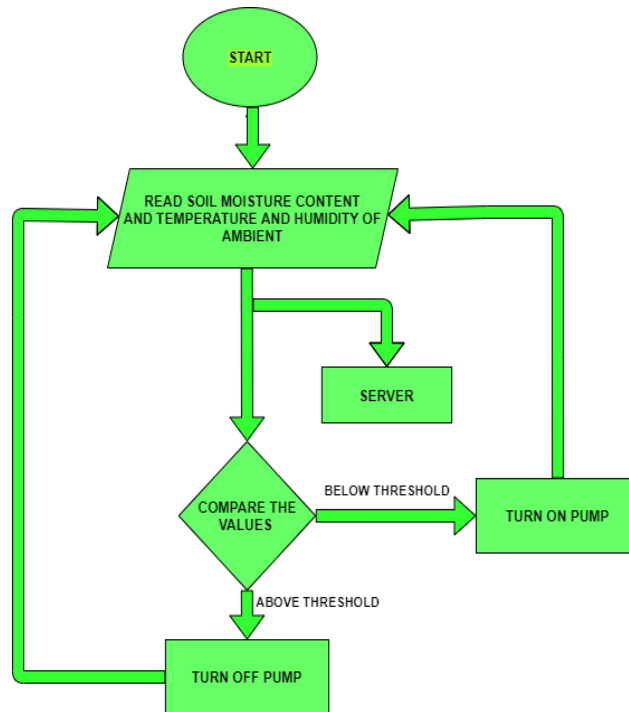 START
READ SOIL MOISTURE CONTENT
AND TEMPERATURE AND HUMIDITY OF
AMBIENT
SERVER
COMPARE THE
VALUES
BELOW THRESHOLD
TURN ON PUMP
ABOVE THRESHOLD
TURN OFF PUMP